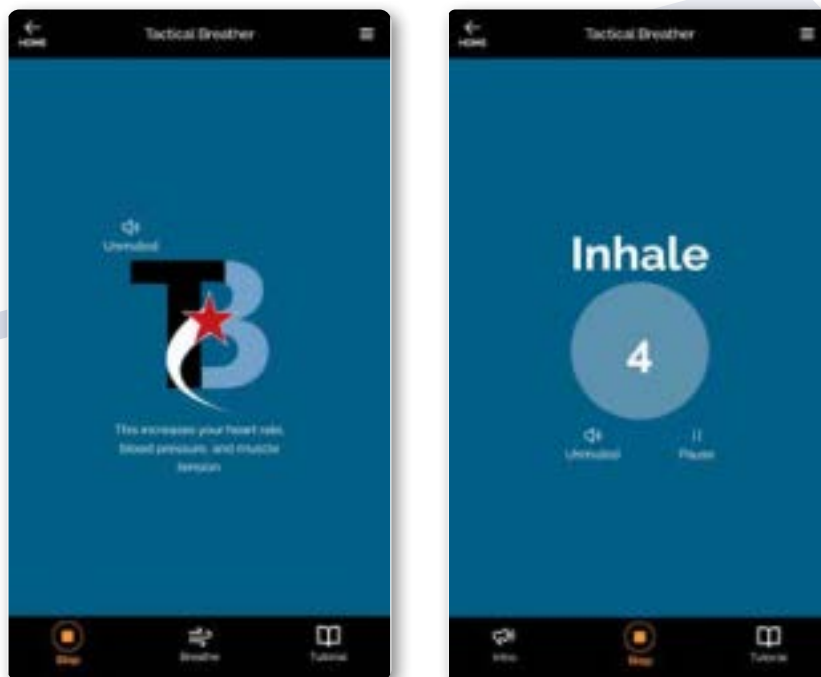 HOME
Tactical Breather
Unmuted
TB
This increases your heart rate,
blood pressure, and muscle
tension
Stop
Breathe
Tutorial
HOME
Tactical Breather
Inhale
4
Unmuted
Pause
Intro
Stop
Tutorial